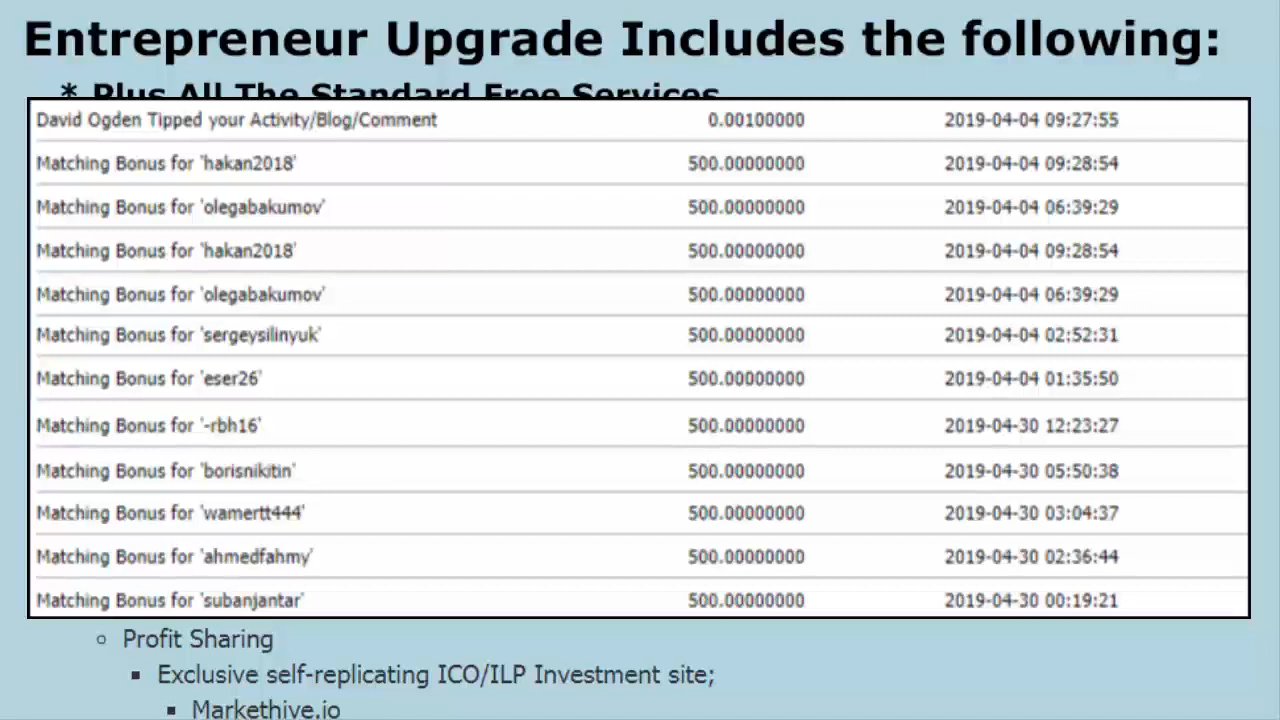 Entrepreneur Upgrade Includes the following:
* Plus All The Standard Free Services
David Ogden Tipped your Activity/Blog/Comment 0.00100000 2019-04-04 09:27:55
Matching Bonus for 'hakan2018' 500.00000000 2019-04-04 09:28:54
Matching Bonus for 'olegabakumov' 500.00000000 2019-04-04 06:39:29
Matching Bonus for 'hakan2018' 500.00000000 2019-04-04 09:28:54
Matching Bonus for 'olegabakumov' 500.00000000 2019-04-04 06:39:29
Matching Bonus for 'sergeysilinyuk' 500.00000000 2019-04-04 02:52:31
Matching Bonus for 'eser26' 500.00000000 2019-04-04 01:35:50
Matching Bonus for '-rbh16' 500.00000000 2019-04-30 12:23:27
Matching Bonus for 'borisnikitin' 500.00000000 2019-04-30 05:50:38
Matching Bonus for 'wamertt444' 500.00000000 2019-04-30 03:04:37
Matching Bonus for 'ahmedfahmy' 500.00000000 2019-04-30 02:36:44
Matching Bonus for 'subanjantar' 500.00000000 2019-04-30 00:19:21
Profit Sharing
Exclusive self-replicating ICO/ILP Investment site;
Markethive.io